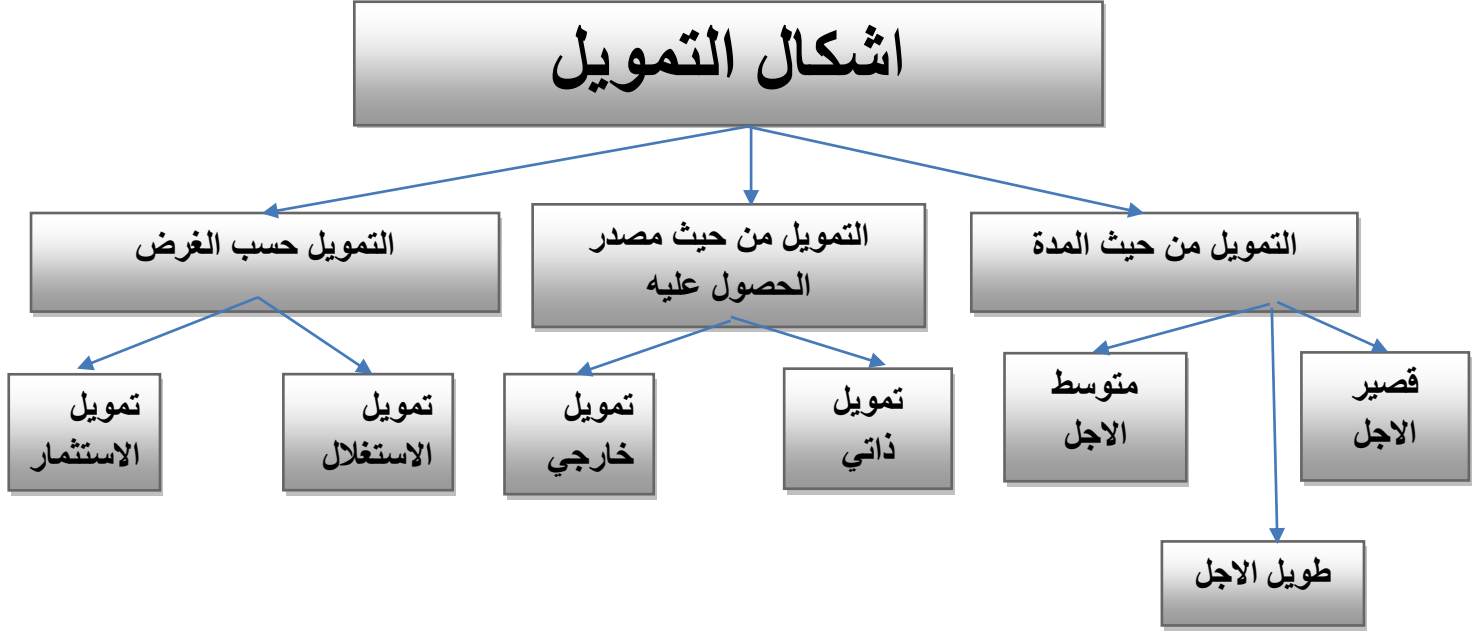 اشكال التمويل
التمويل من حيث المدة
التمويل من حيث مصدر
الحصول عليه
التمويل حسب الغرض
قصير
الاجل
متوسط
الاجل
طويل الاجل
تمويل
ذاتي
تمويل
خارجي
تمويل
الاستغلال
تمويل
الاستثمار